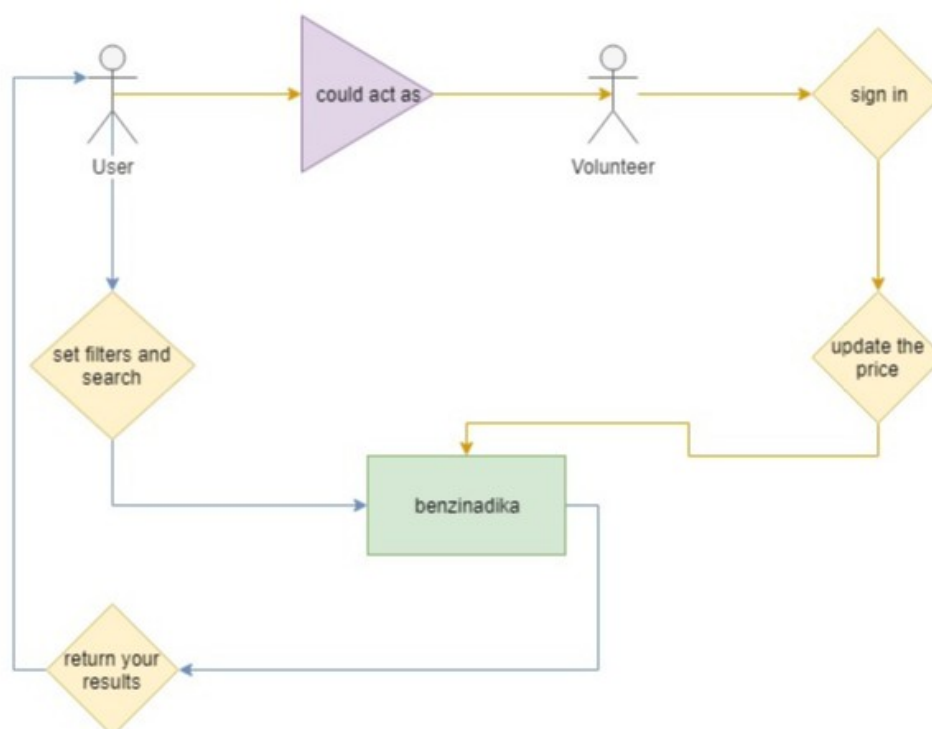 could act as
sign in
User
Volunteer
set filters and
search
update the
price
benzinadika
return your
results